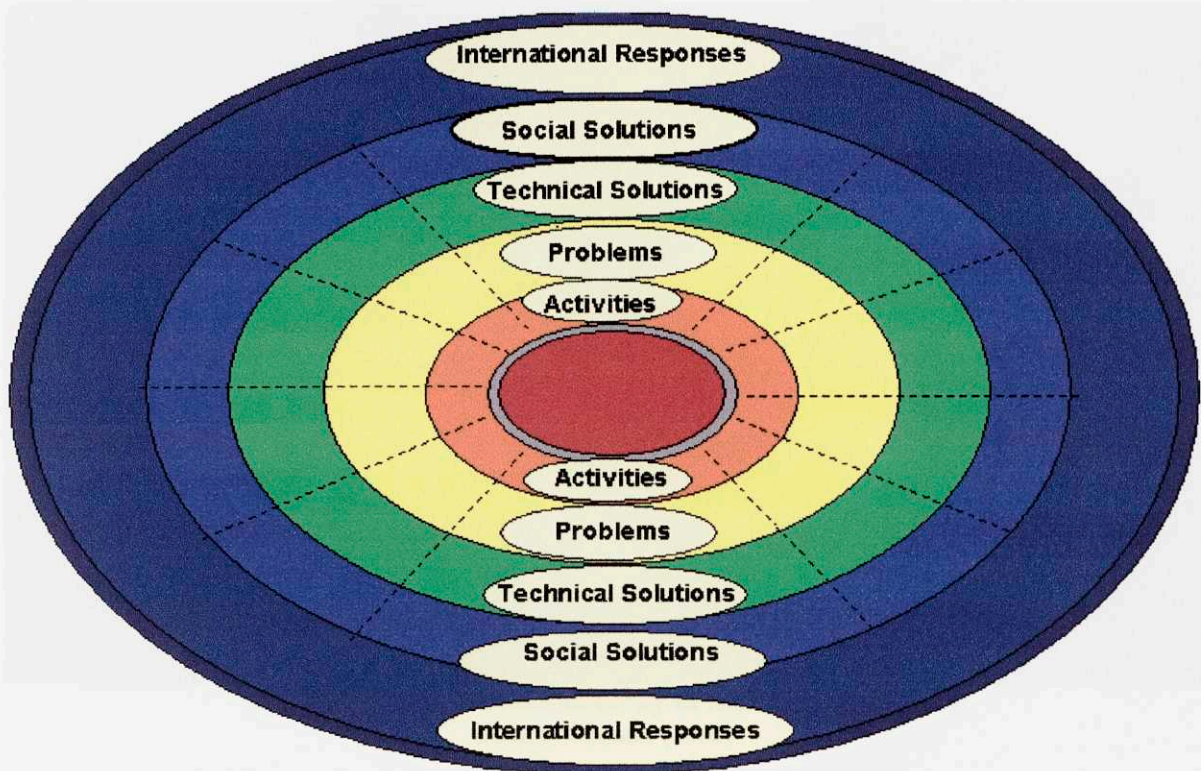 International Responses
Social Solutions
Technical Solutions
Problems
Activities
Activities
Problems
Technical Solutions
Social Solutions
International Responses